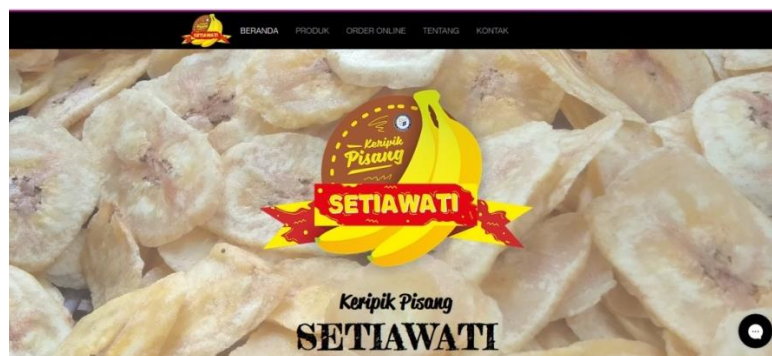 BERANDA PRODUK ORDER ONLINE TENTANG KONTAK
Keripik
Pisang
SETIAWATI
Keripik Pisang
SETIAWATI